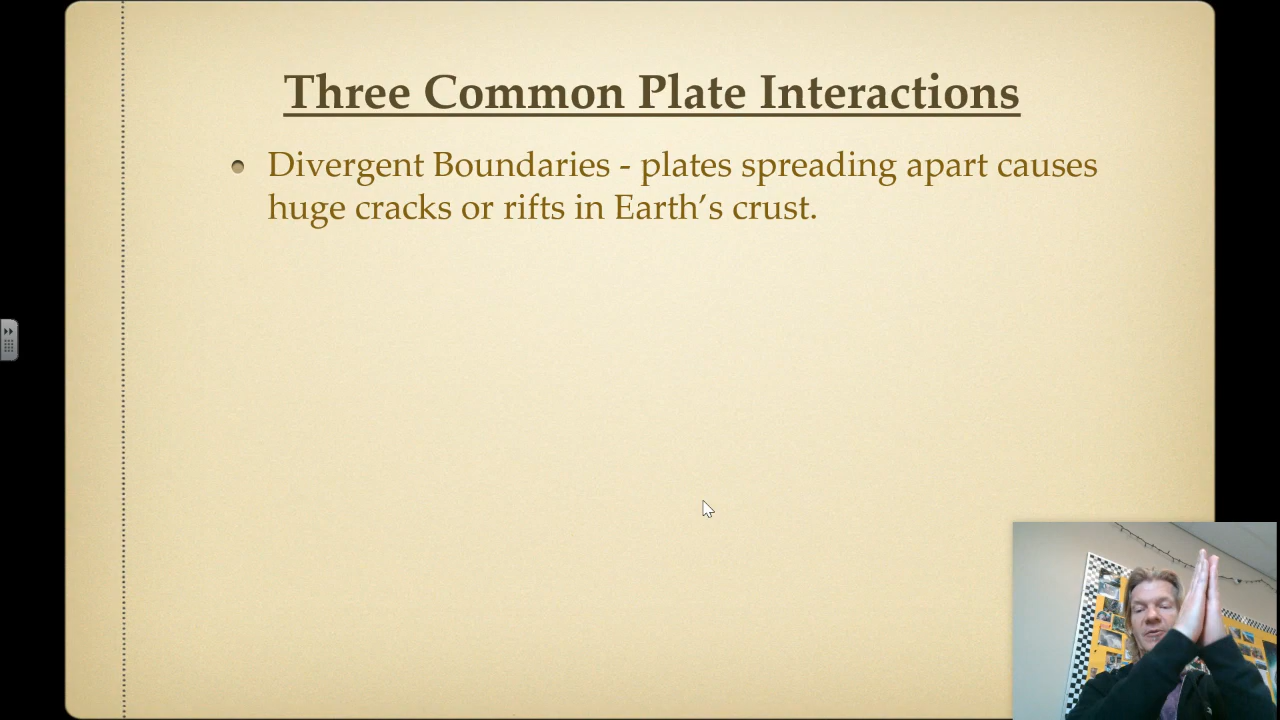 Three Common Plate Interactions
• Divergent Boundaries - plates spreading apart causes
huge cracks or rifts in Earth’s crust.